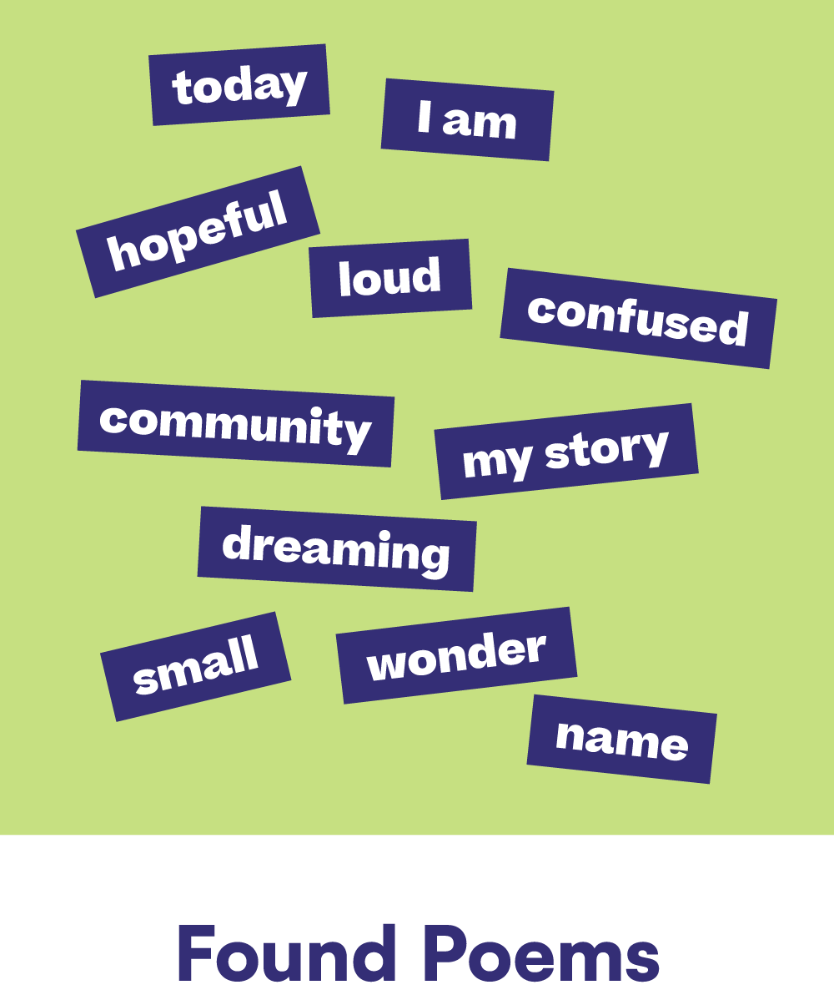 today
I am
hopeful
loud
confused
community
my story
dreaming
small
wonder
name
Found Poems